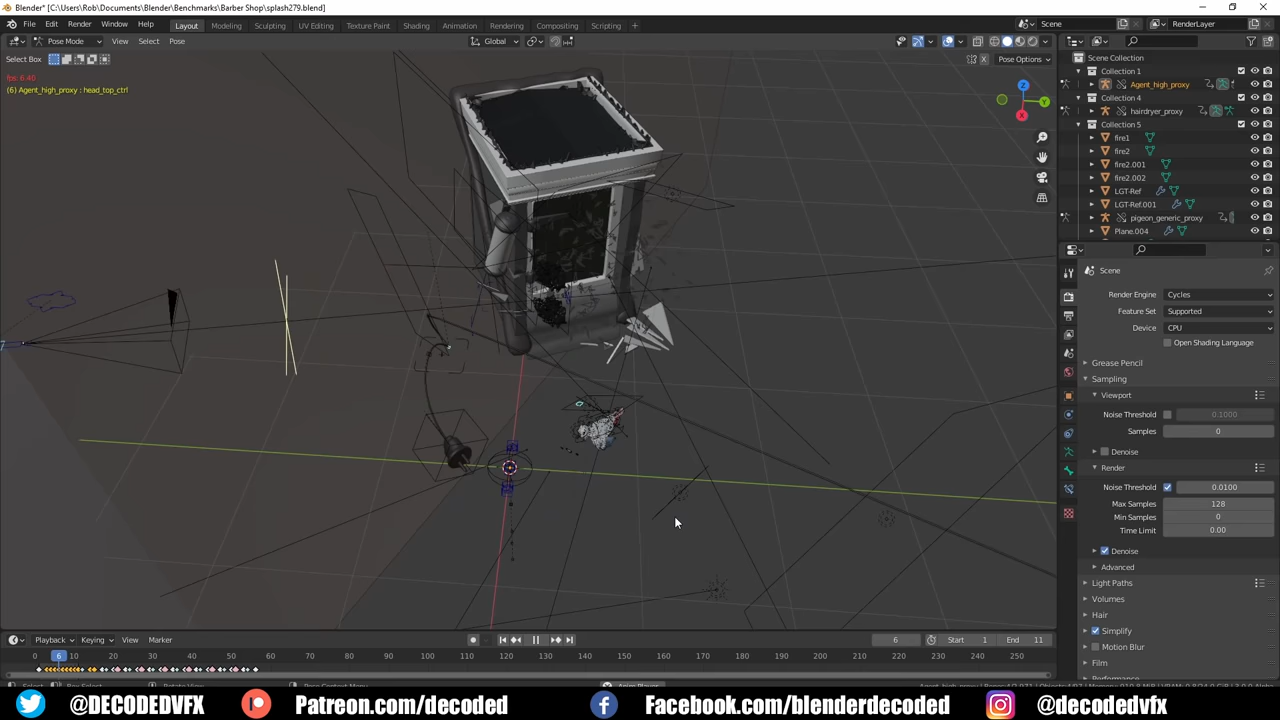 Blender* [C:\Users\Rob\Documents\Blender\Benchmarks\Barber Shop\splash279.blend]
File Edit Render Window Help Layout Modeling Sculpting UV Editing Texture Paint Shading Animation Rendering Compositing Scripting + Scene RenderLayer
Pose Mode View Select Pose Global
Select Box X Pose Options
fps: 6.40
(6) Agent_high_proxy : head_top_ctrl
Z
Y
X
Scene Collection
Collection 1
Agent_high_proxy
Collection 4
hairdryer_proxy
Collection 5
fire1
fire2
fire2.001
fire2.002
LGT-Ref
LGT-Ref.001
pigeon_generic_proxy
Plane.004
Scene
Render Engine Cycles
Feature Set Supported
Device CPU
Open Shading Language
Grease Pencil
Sampling
Viewport
Noise Threshold 0.1000
Samples 0
Denoise
Render
Noise Threshold 0.0100
Max Samples 128
Min Samples 0
Time Limit 0.00
Denoise
Advanced
Light Paths
Volumes
Hair
Simplify
Motion Blur
Film
Playback Keying View Marker 6 Start 1 End 11
0 6 10 20 30 40 50 60 70 80 90 100 110 120 130 140 150 160 170 180 190 200 210 220 230 240 250
@DECODEDVFX Patreon.com/decoded Facebook.com/blenderdecoded @decodedvfx